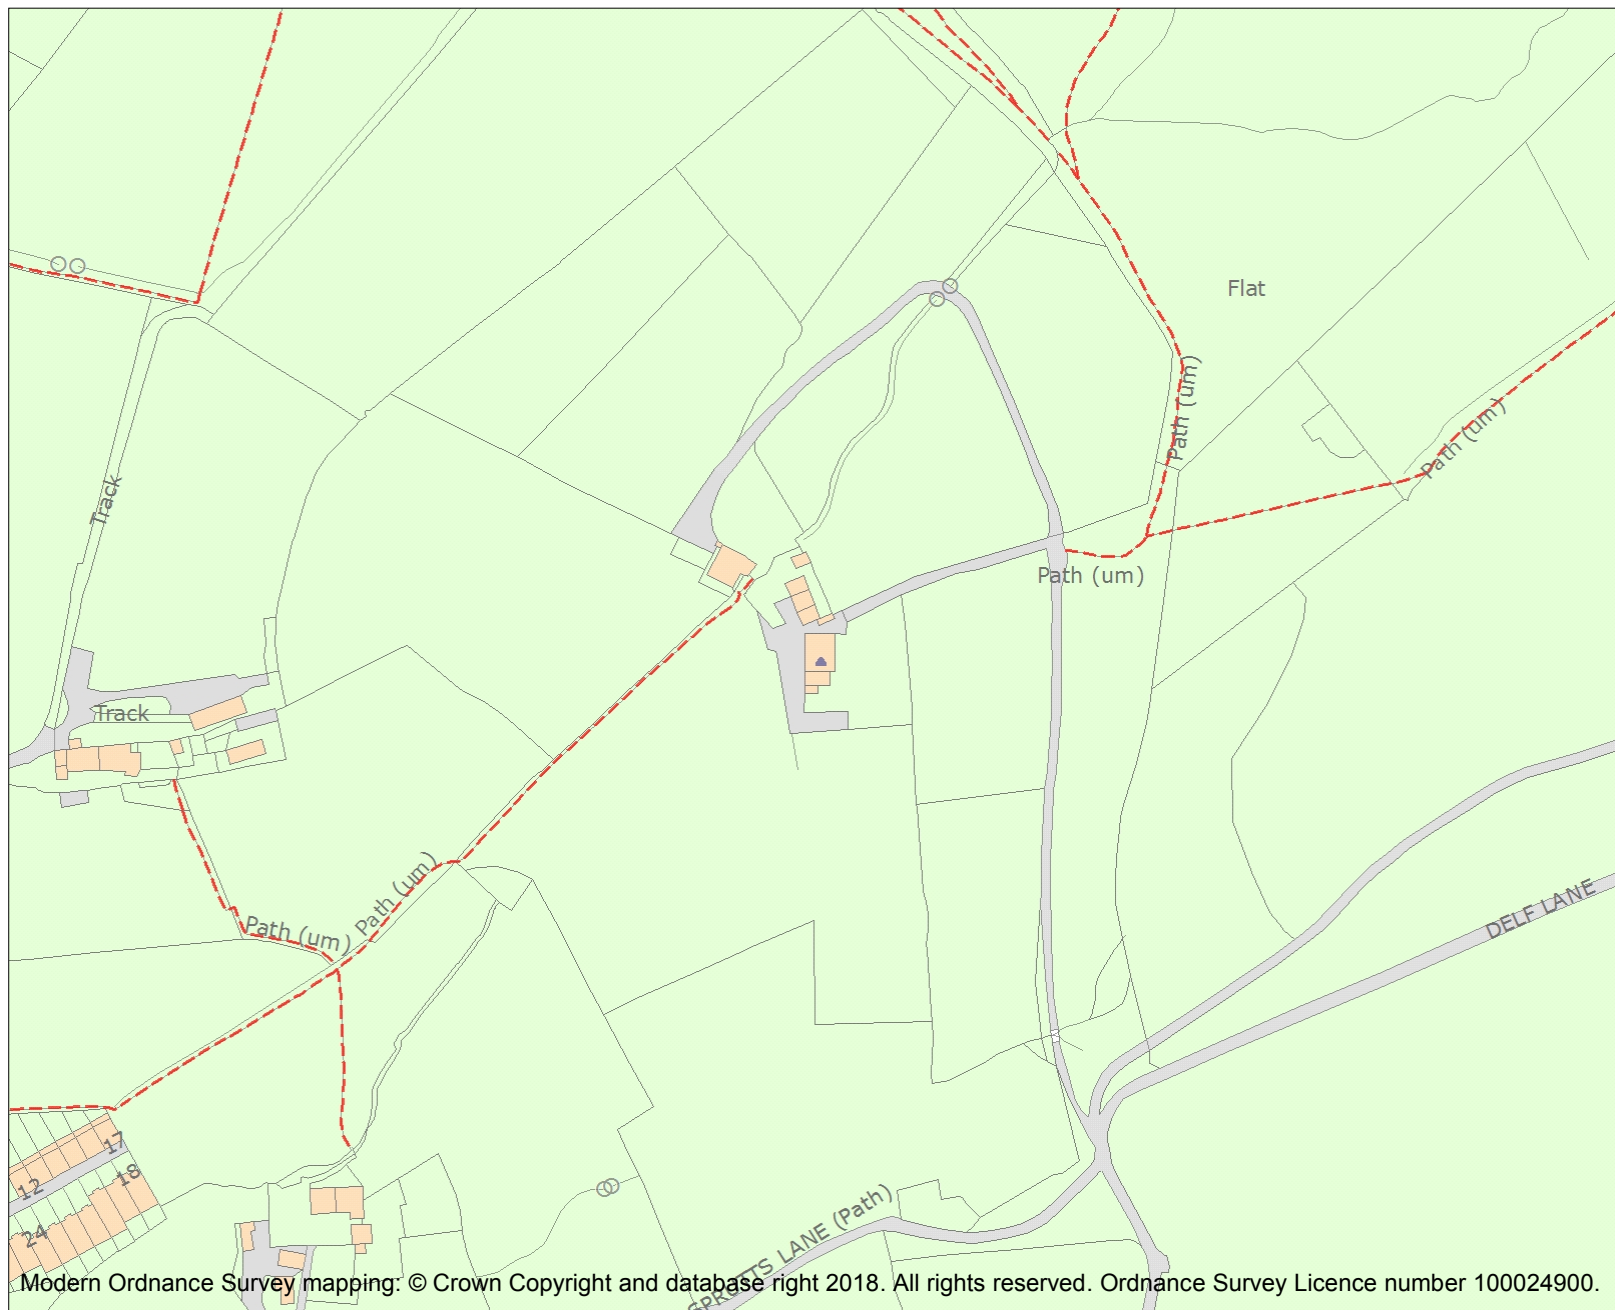 Flat
Path (um)
Path (um)
Track
Path (um)
Track
Path (um)
Path (um)
DELF LANE
17
18
12
24
SPROTTS LANE (Path)
Modern Ordnance Survey mapping: © Crown Copyright and database right 2018. All rights reserved. Ordnance Survey Licence number 100024900.